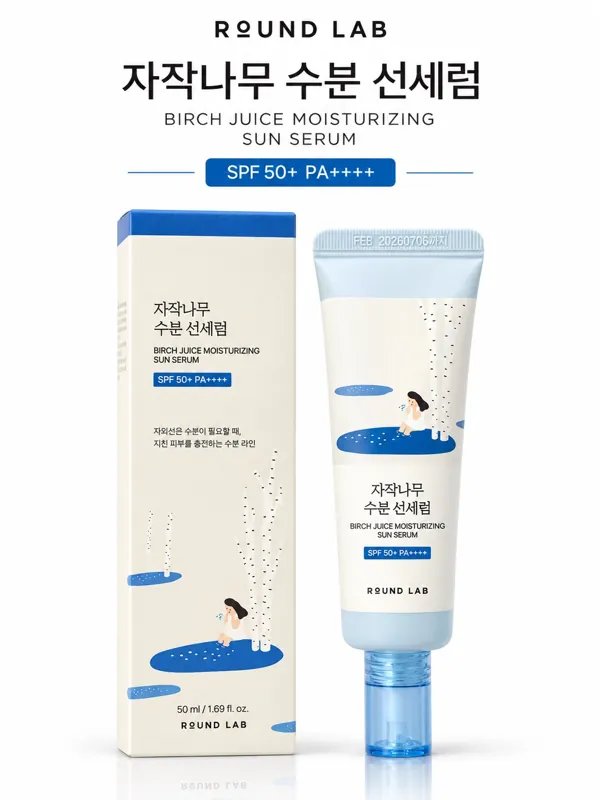 ROUND LAB
자작나무 수분 선세럼
BIRCH JUICE MOISTURIZING
SUN SERUM
SPF 50+ PA++++
자작나무
수분 선세럼
BIRCH JUICE MOISTURIZING
SUN SERUM
SPF 50+ PA++++
자외선은 수분이 필요할 때,
지친 피부를 충전하는 수분 라인
50 ml / 1.69 fl. oz.
ROUND LAB
FEB 20260706까지
자작나무
수분 선세럼
BIRCH JUICE MOISTURIZING
SUN SERUM
SPF 50+ PA++++
ROUND LAB